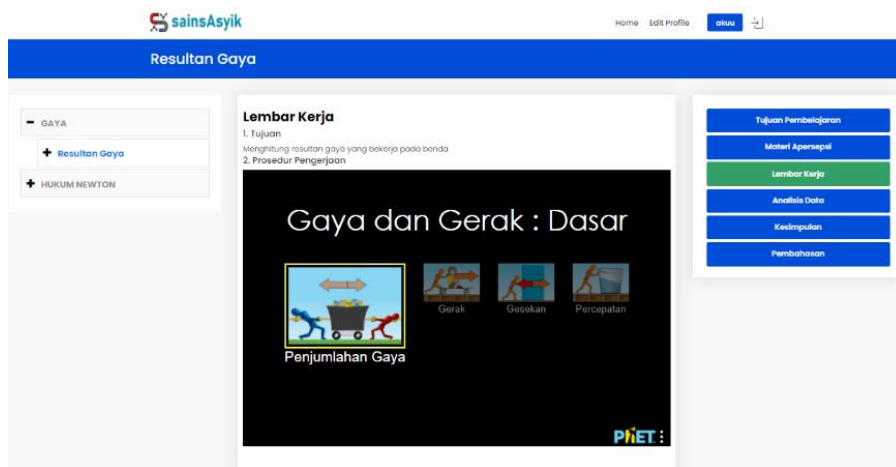 sainsAsyik
Home Edit Profile akuu
Resultan Gaya
GAYA
Resultan Gaya
HUKUM NEWTON
Lembar Kerja
1. Tujuan
Menghitung resultan gaya yang bekerja pada benda
2. Prosedur Pengerjaan
Gaya dan Gerak : Dasar
Penjumlahan Gaya
Gerak
Gesekan
Percepatan
PhET
Tujuan Pembelajaran
Materi Apersepsi
Lembar Kerja
Analisis Data
Kesimpulan
Pembahasan